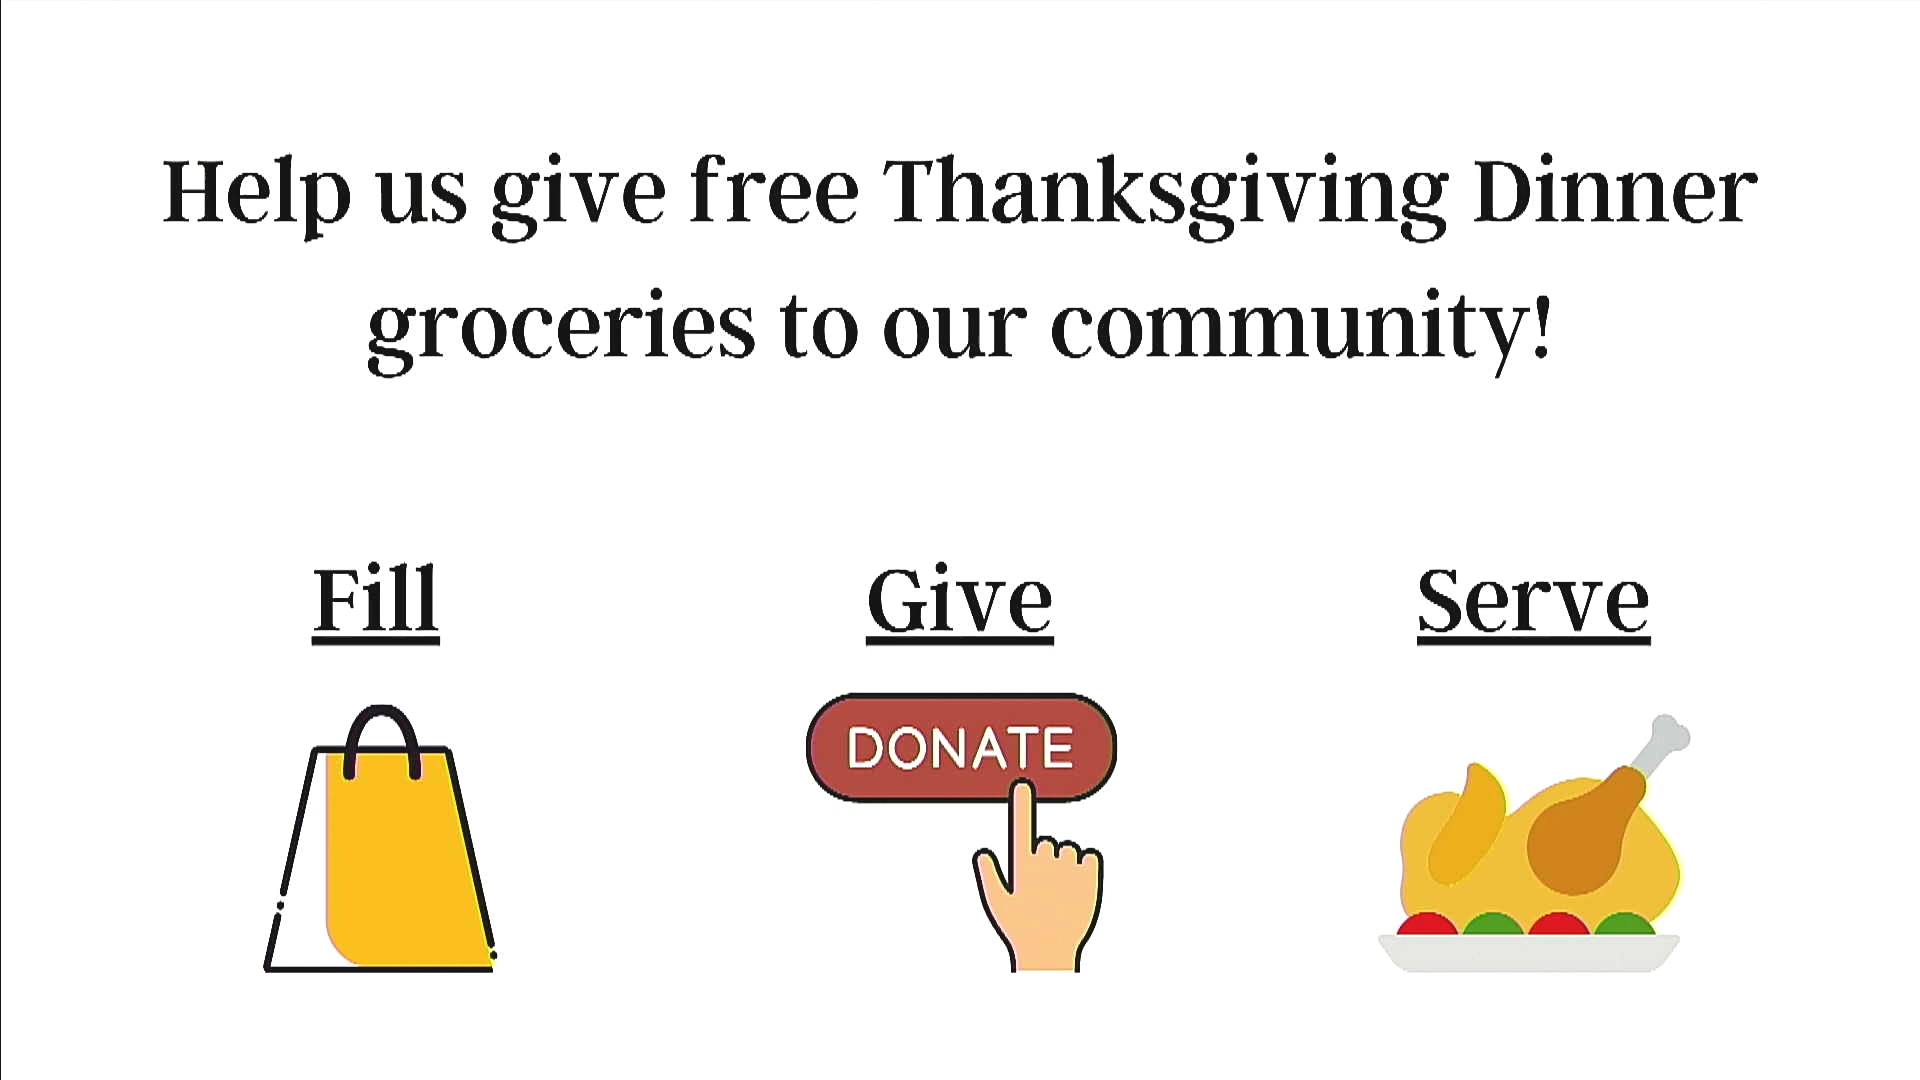 Help us give free Thanksgiving Dinner
groceries to our community!
Fill
Give
Serve
DONATE